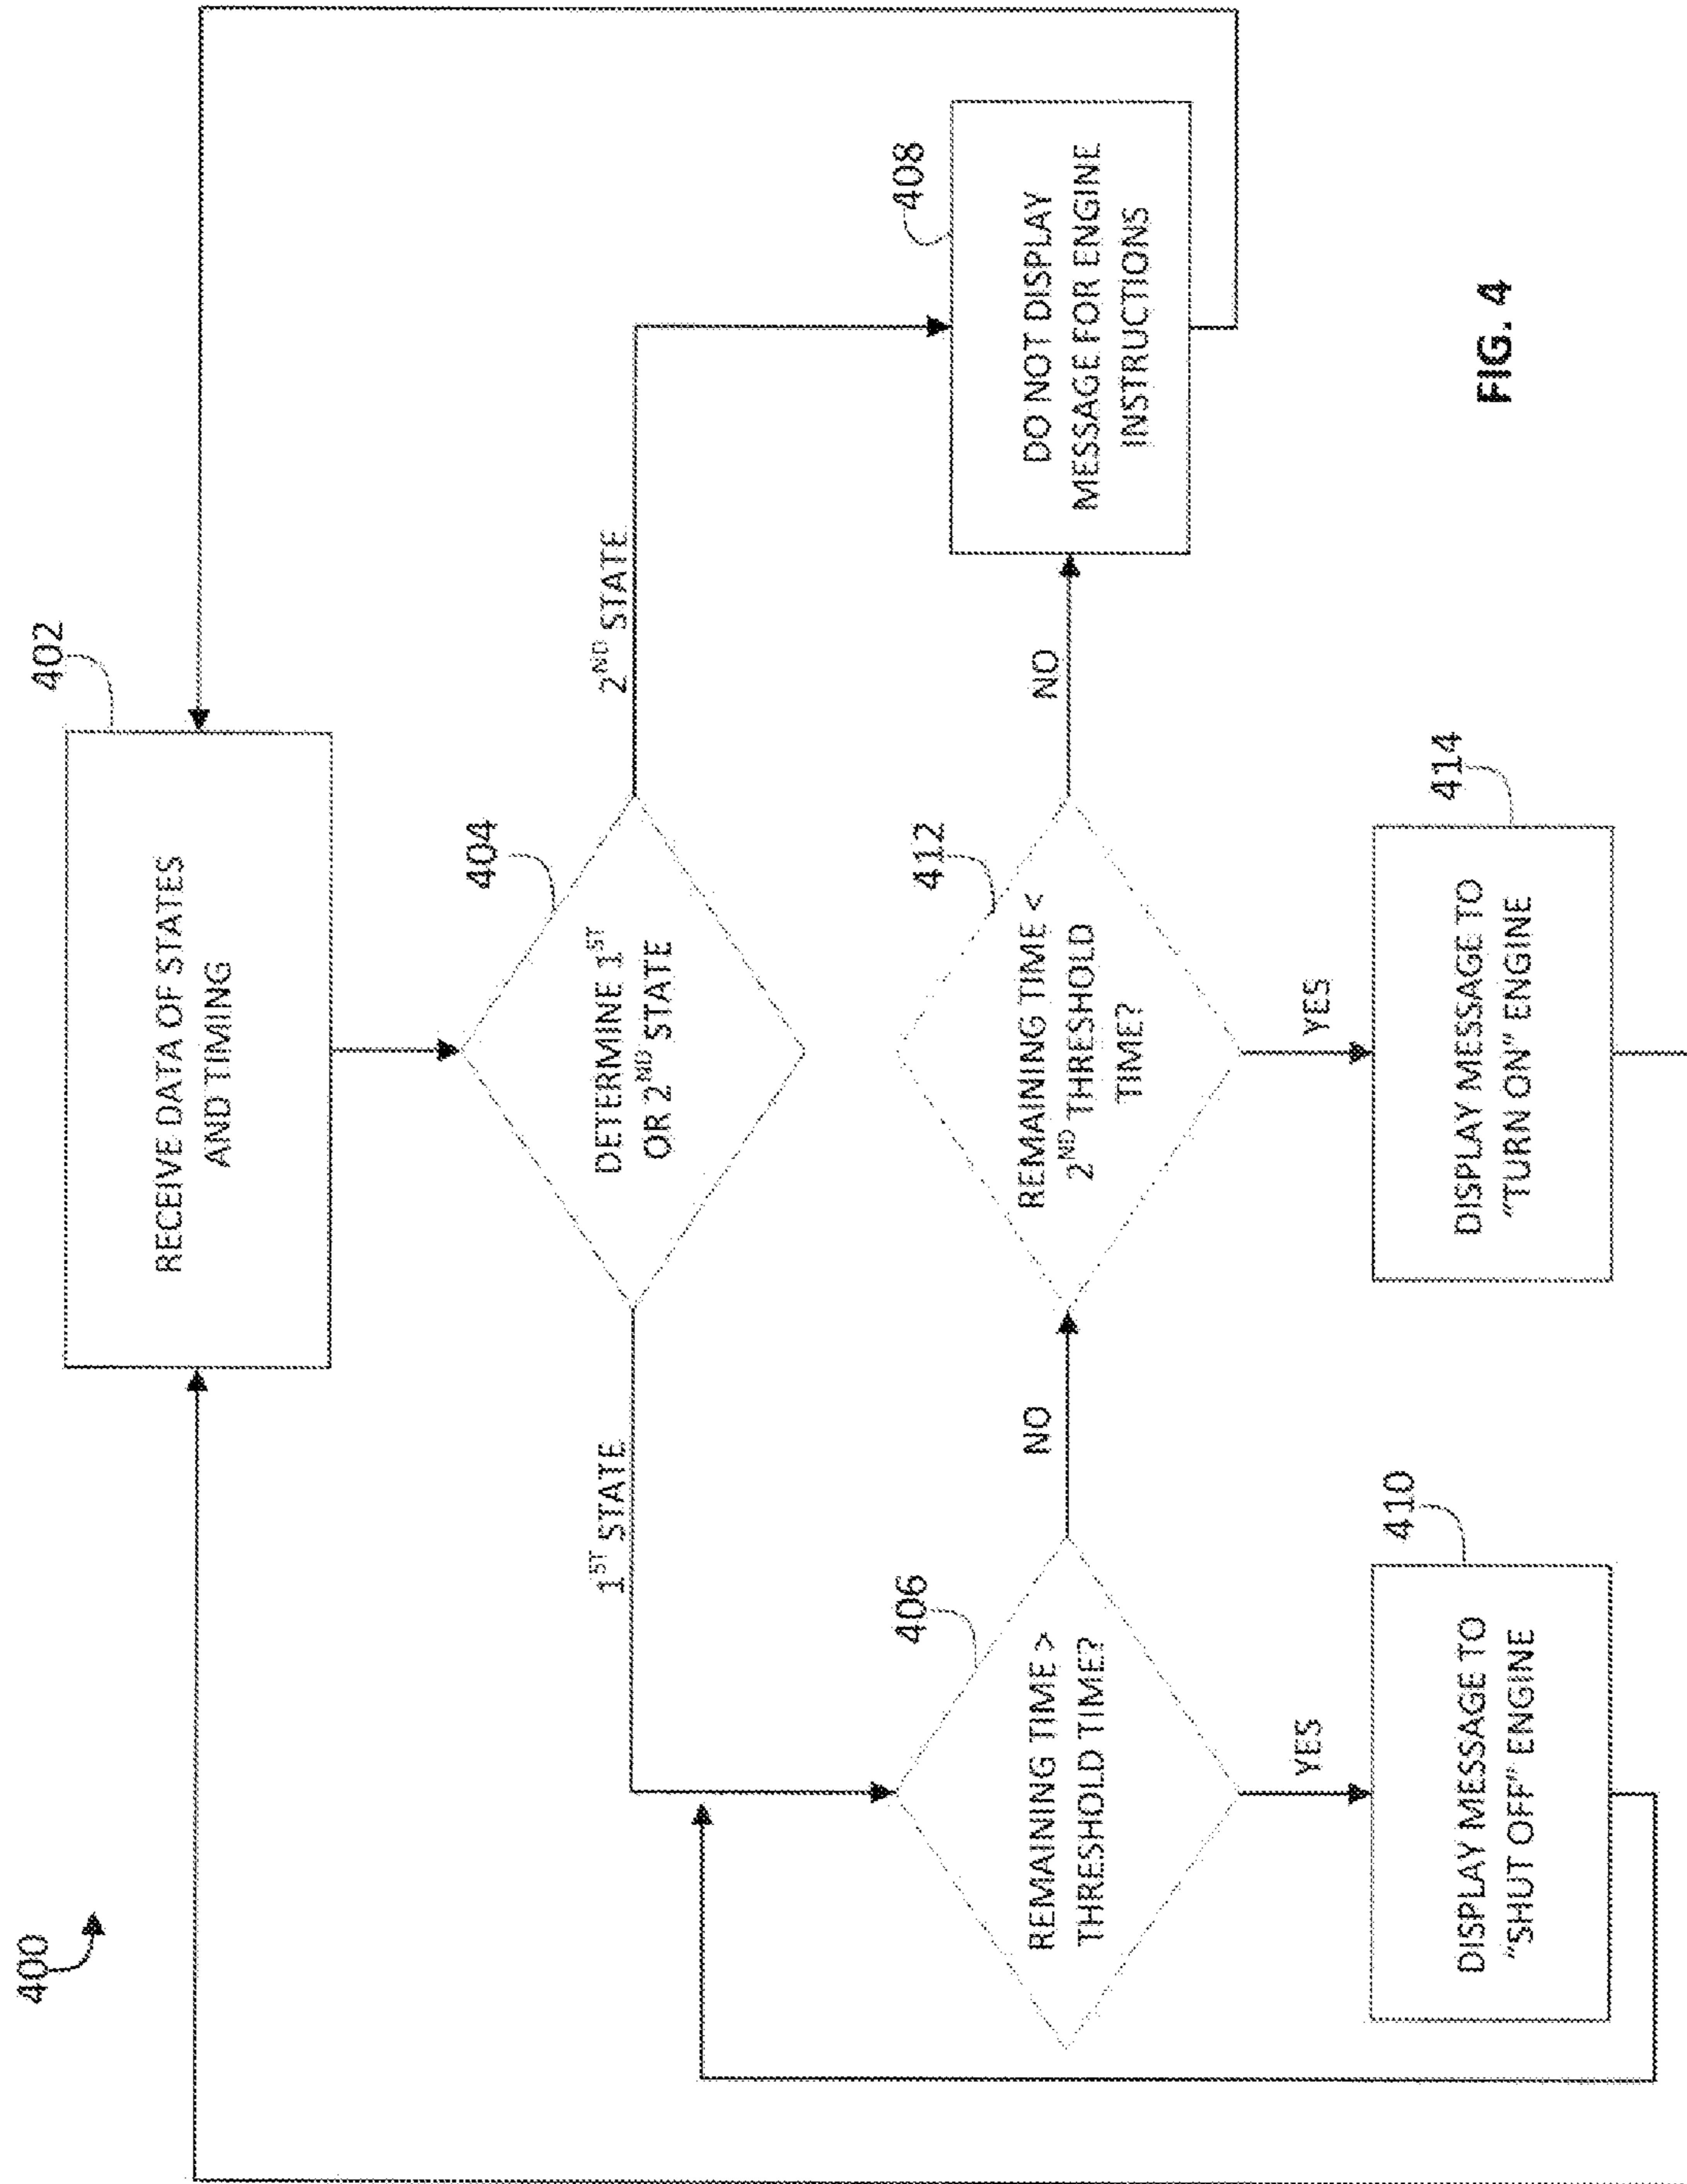 400
402
RECEIVE DATA OF STATES
AND TIMING
404
DETERMINE 1ST
OR 2ND STATE
1ST STATE
2ND STATE
406
REMAINING TIME >
THRESHOLD TIME?
NO
412
REMAINING TIME <
2ND THRESHOLD
TIME?
NO
408
DO NOT DISPLAY
MESSAGE FOR ENGINE
INSTRUCTIONS
YES
YES
410
DISPLAY MESSAGE TO
"SHUT OFF" ENGINE
414
DISPLAY MESSAGE TO
"TURN ON" ENGINE
FIG. 4